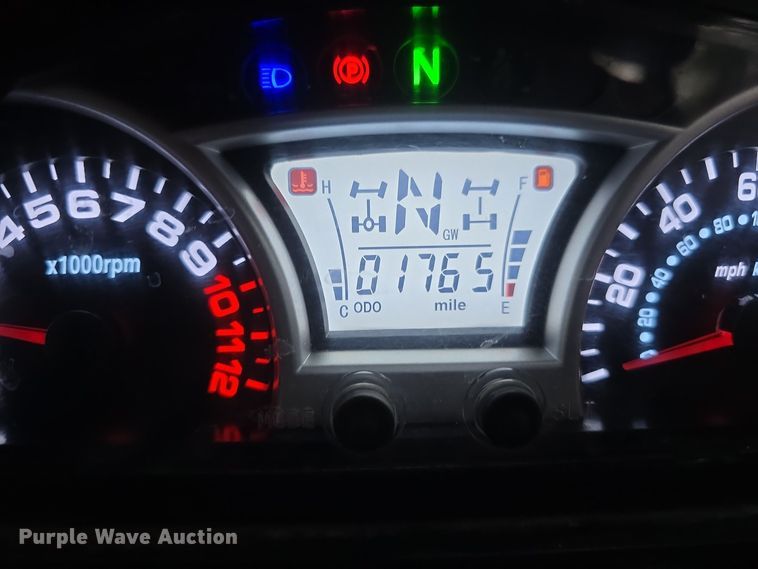 N
H N F
GW
01765
C ODO mile E
4 5 6 7 8 9 10 11 12
x1000rpm
20 40 60
20 40 60 80
mph
MODE
Purple Wave Auction